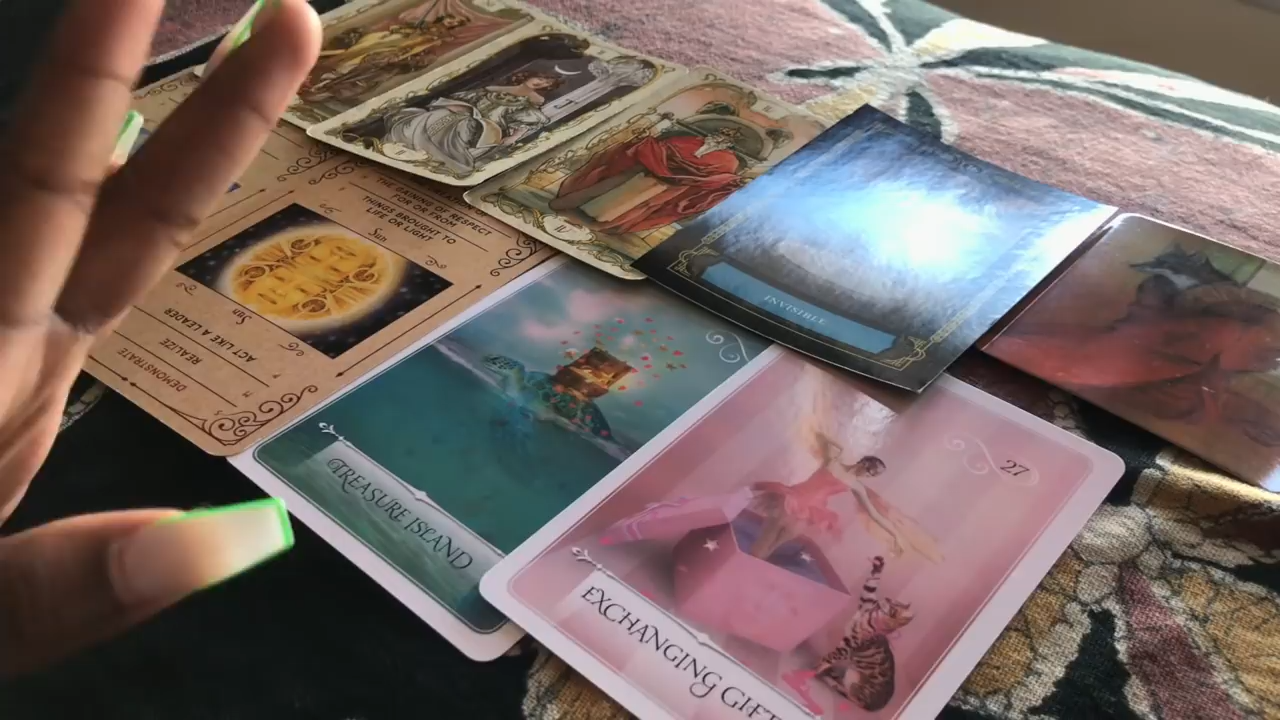 THE GAINING OF RESPECT
FOR OR FROM
THINGS BROUGHT TO
LIFE OR LIGHT
Sun
Sun
ACT LIKE A LEADER
REALIZE
DEMONSTRATE
INVISIBLE
TREASURE ISLAND
27
EXCHANGING